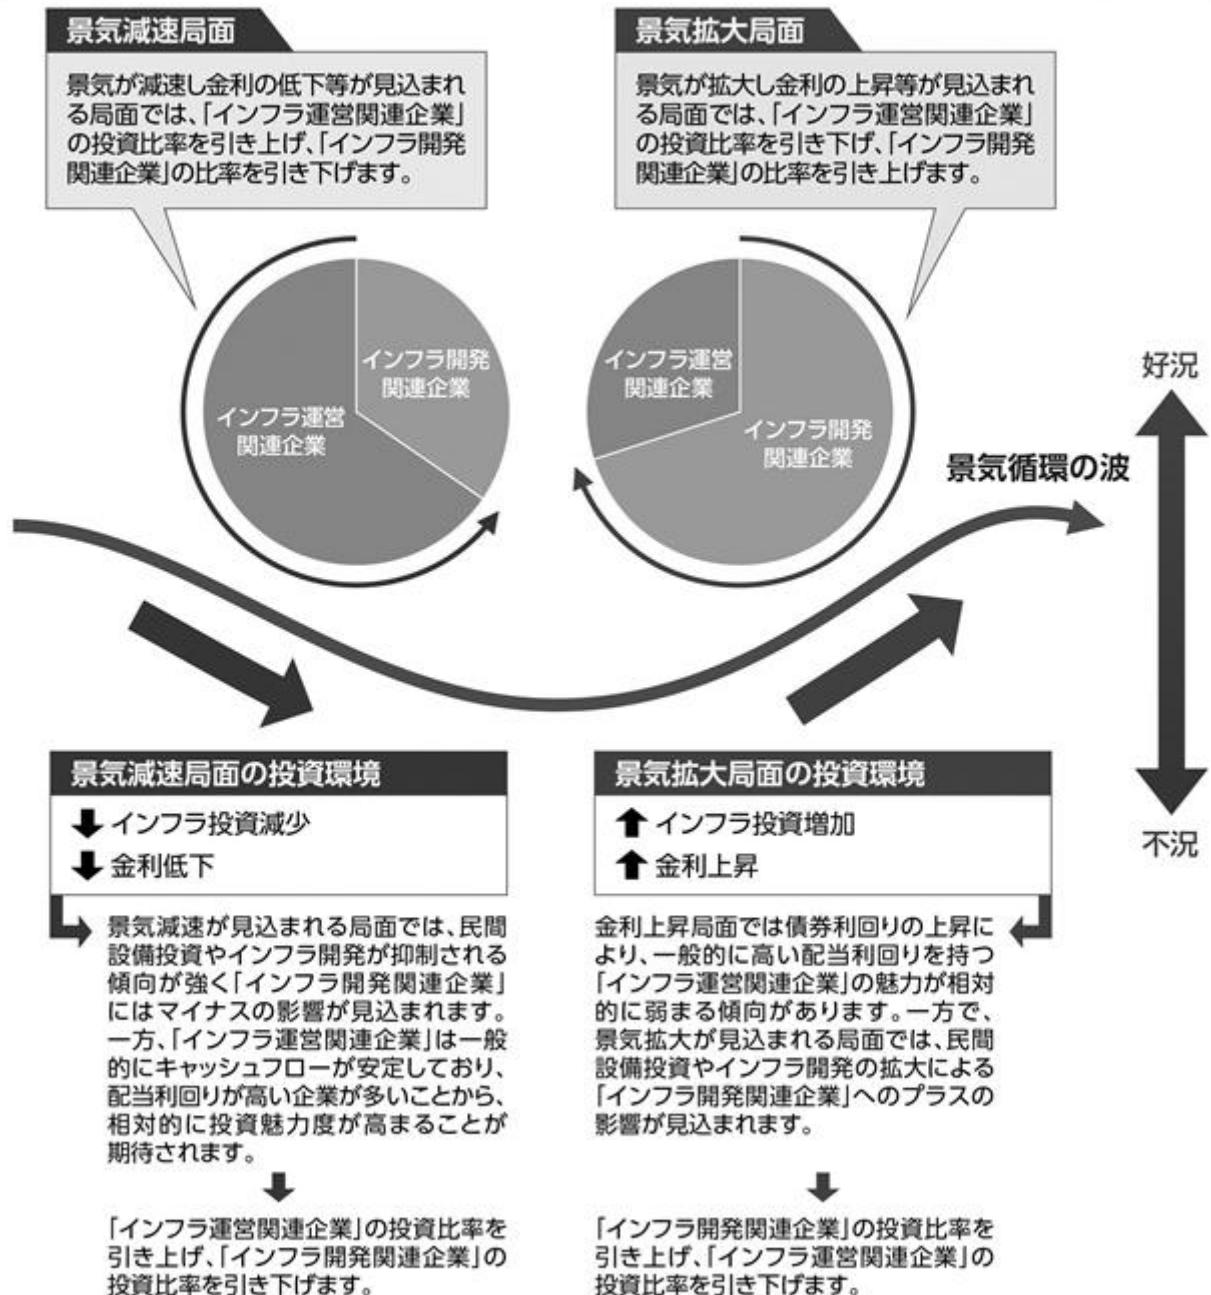 景気減速局面
景気が減速し金利の低下等が見込まれ
る局面では、「インフラ運営関連企業」
の投資比率を引き上げ、「インフラ開発
関連企業」の比率を引き下げます。
景気拡大局面
景気が拡大し金利の上昇等が見込まれ
る局面では、「インフラ運営関連企業」
の投資比率を引き下げ、「インフラ開発
関連企業」の比率を引き上げます。
インフラ開発
関連企業
インフラ運営
関連企業
インフラ運営
関連企業
インフラ開発
関連企業
好況
景気循環の波
不況
景気減速局面の投資環境
インフラ投資減少
金利低下
景気減速が見込まれる局面では、民間
設備投資やインフラ開発が抑制される
傾向が強く「インフラ開発関連企業」
にはマイナスの影響が見込まれます。
一方、「インフラ運営関連企業」は一般
的にキャッシュフローが安定しており、
配当利回りが高い企業が多いことから、
相対的に投資魅力度が高まることが
期待されます。
「インフラ運営関連企業」の投資比率を
引き上げ、「インフラ開発関連企業」の
投資比率を引き下げます。
景気拡大局面の投資環境
インフラ投資増加
金利上昇
金利上昇局面では債券利回りの上昇に
より、一般的に高い配当利回りを持つ
「インフラ運営関連企業」の魅力が相対
的に弱まる傾向があります。一方で、
景気拡大が見込まれる局面では、民間
設備投資やインフラ開発の拡大による
「インフラ開発関連企業」へのプラスの
影響が見込まれます。
「インフラ開発関連企業」の投資比率を
引き上げ、「インフラ運営関連企業」の
投資比率を引き下げます。